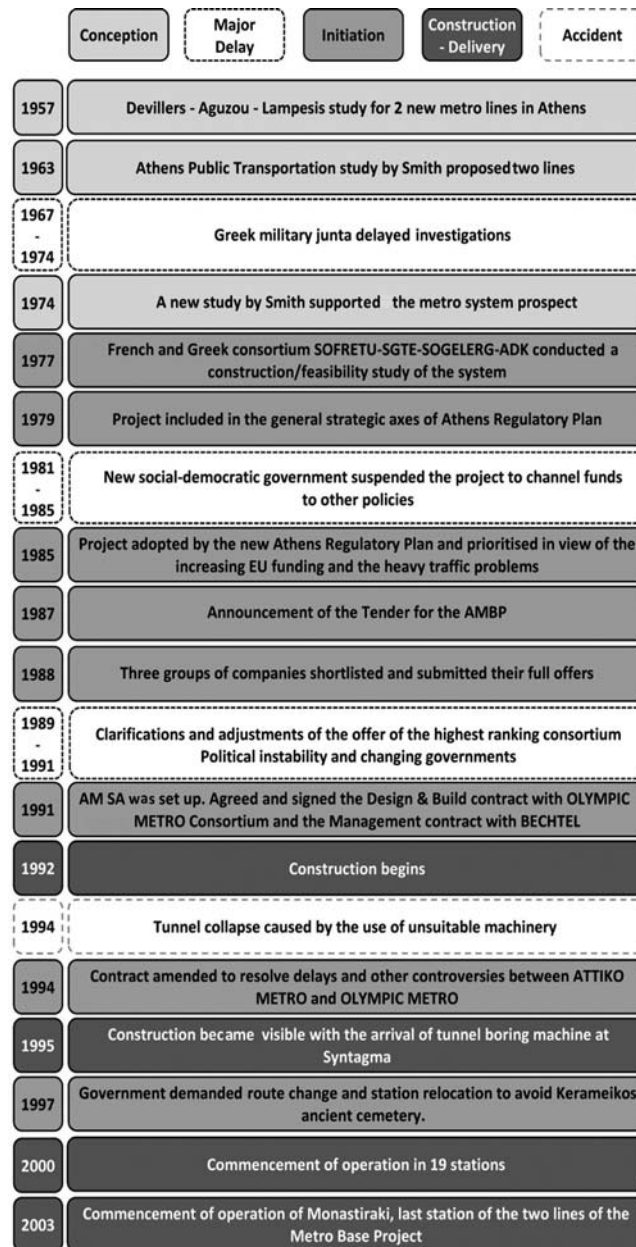 Conception
Major
Delay
Initiation
Construction
- Delivery
Accident
1957
Devillers - Aguzou - Lampesis study for 2 new metro lines in Athens
1963
Athens Public Transportation study by Smith proposed two lines
1967
-
1974
Greek military junta delayed investigations
1974
A new study by Smith supported the metro system prospect
1977
French and Greek consortium SOFRETU-SGTE-SOGELERG-ADK conducted a
construction/feasibility study of the system
1979
Project included in the general strategic axes of Athens Regulatory Plan
1981
-
1985
New social-democratic government suspended the project to channel funds
to other policies
1985
Project adopted by the new Athens Regulatory Plan and prioritised in view of the
increasing EU funding and the heavy traffic problems
1987
Announcement of the Tender for the AMBP
1988
Three groups of companies shortlisted and submitted their full offers
1989
-
1991
Clarifications and adjustments of the offer of the highest ranking consortium
Political instability and changing governments
1991
AM SA was set up. Agreed and signed the Design & Build contract with OLYMPIC
METRO Consortium and the Management contract with BECHTEL
1992
Construction begins
1994
Tunnel collapse caused by the use of unsuitable machinery
1994
Contract amended to resolve delays and other controversies between ATTIKO
METRO and OLYMPIC METRO
1995
Construction became visible with the arrival of tunnel boring machine at
Syntagma
1997
Government demanded route change and station relocation to avoid Kerameikos
ancient cemetery.
2000
Commencement of operation in 19 stations
2003
Commencement of operation of Monastiraki, last station of the two lines of the
Metro Base Project